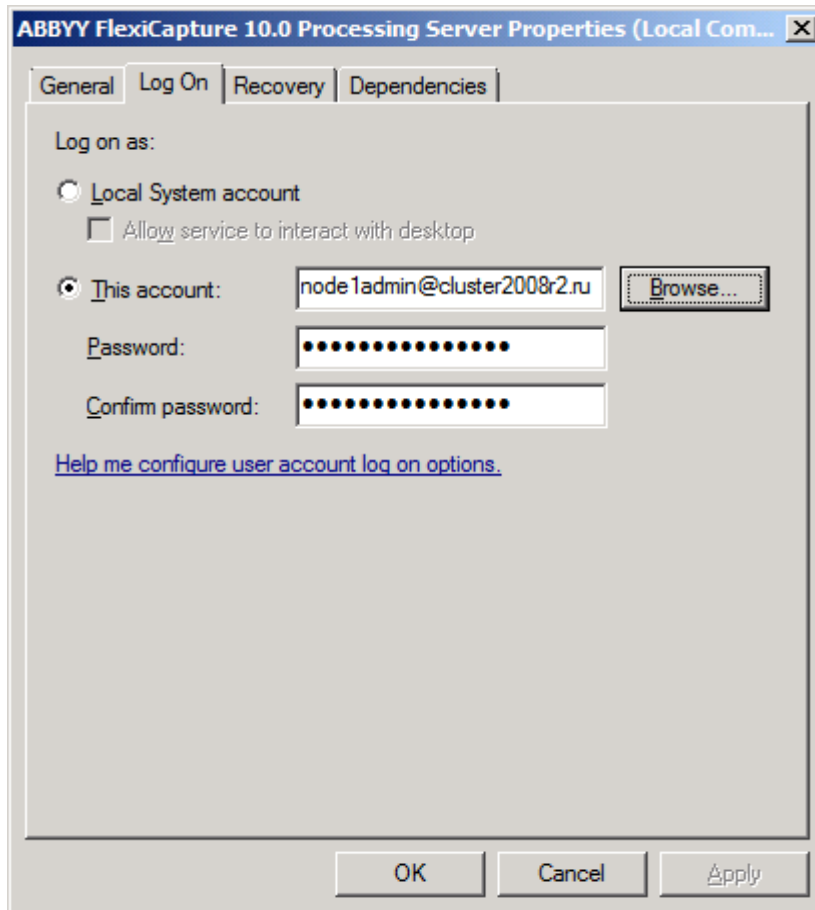 ABBYY FlexiCapture 10.0 Processing Server Properties (Local Com...
General Log On Recovery Dependencies
Log on as:
Local System account
Allow service to interact with desktop
This account: node1admin@cluster2008r2.ru Browse...
Password: ●●●●●●●●●●●●●●●
Confirm password: ●●●●●●●●●●●●●●●
Help me configure user account log on options.
OK Cancel Apply